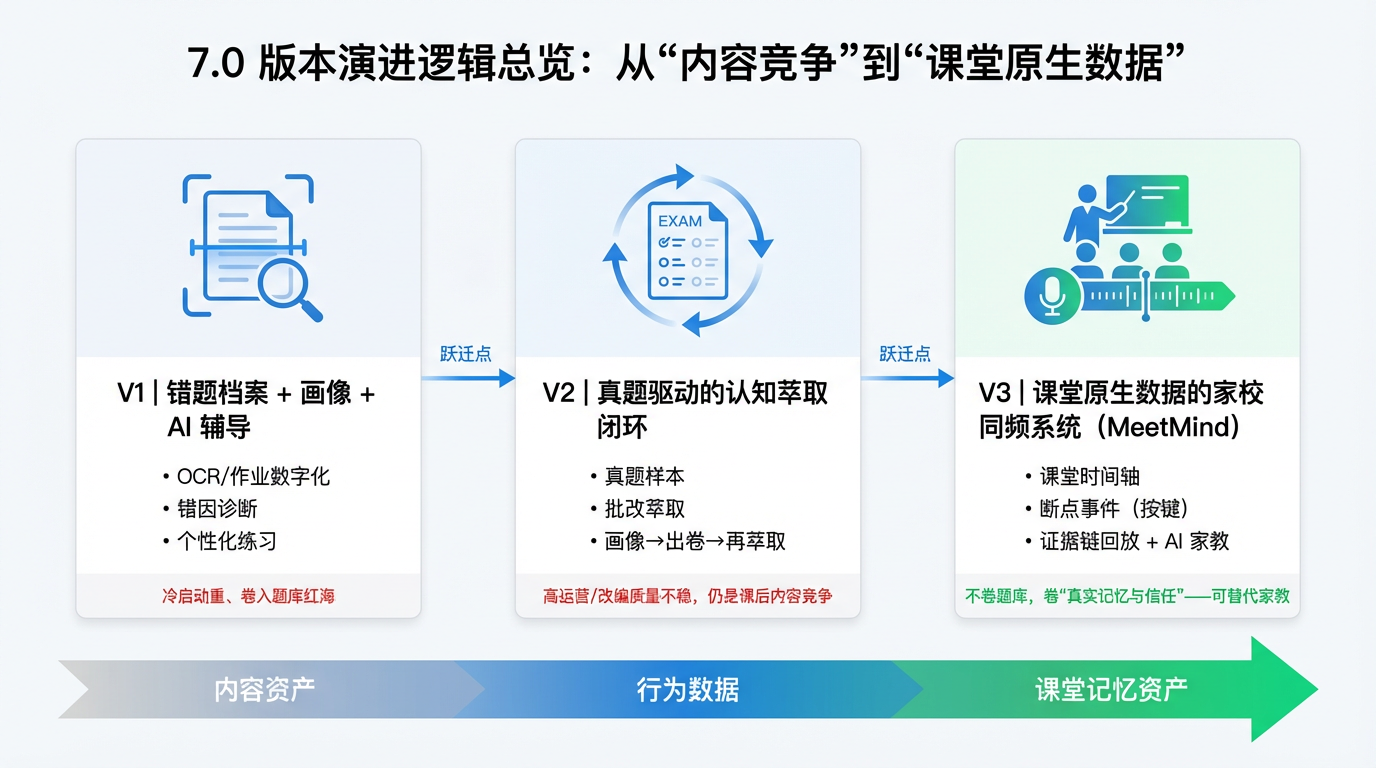 7.0 版本演进逻辑总览：从“内容竞争”到“课堂原生数据”
V1 | 错题档案 + 画像 +
AI 辅导
• OCR/作业数字化
• 错因诊断
• 个性化练习
冷启动重、卷入题库红海
跃迁点
EXAM
V2 | 真题驱动的认知萃取
闭环
• 真题样本
• 批改萃取
• 画像→出卷→再萃取
高运营/改编质量不稳，仍是课后内容竞争
跃迁点
V3 | 课堂原生数据的家校
同频系统（MeetMind）
• 课堂时间轴
• 断点事件（按键）
• 证据链回放 + AI 家教
不卷题库，卷“真实记忆与信任”——可替代家教
内容资产
行为数据
课堂记忆资产